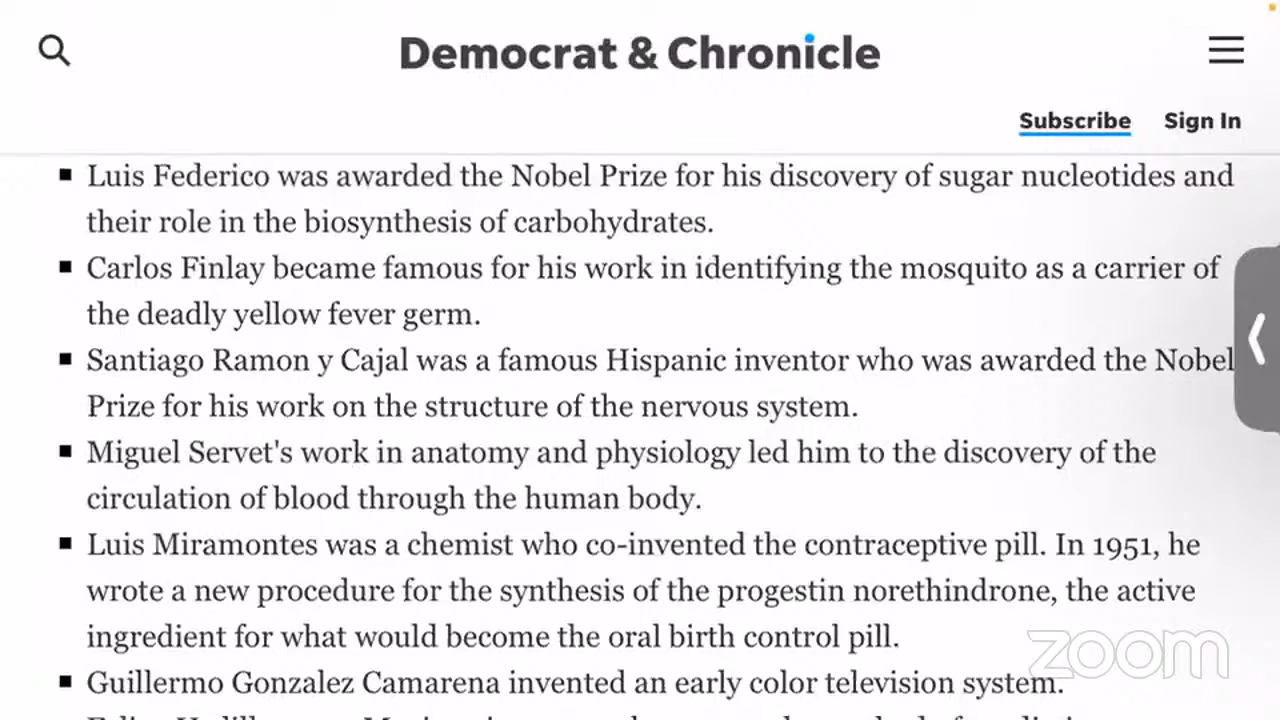 Democrat & Chronicle
Subscribe Sign In
▪ Luis Federico was awarded the Nobel Prize for his discovery of sugar nucleotides and
their role in the biosynthesis of carbohydrates.
▪ Carlos Finlay became famous for his work in identifying the mosquito as a carrier of
the deadly yellow fever germ.
▪ Santiago Ramon y Cajal was a famous Hispanic inventor who was awarded the Nobel
Prize for his work on the structure of the nervous system.
▪ Miguel Servet's work in anatomy and physiology led him to the discovery of the
circulation of blood through the human body.
▪ Luis Miramontes was a chemist who co-invented the contraceptive pill. In 1951, he
wrote a new procedure for the synthesis of the progestin norethindrone, the active
ingredient for what would become the oral birth control pill.
zoom
▪ Guillermo Gonzalez Camarena invented an early color television system.